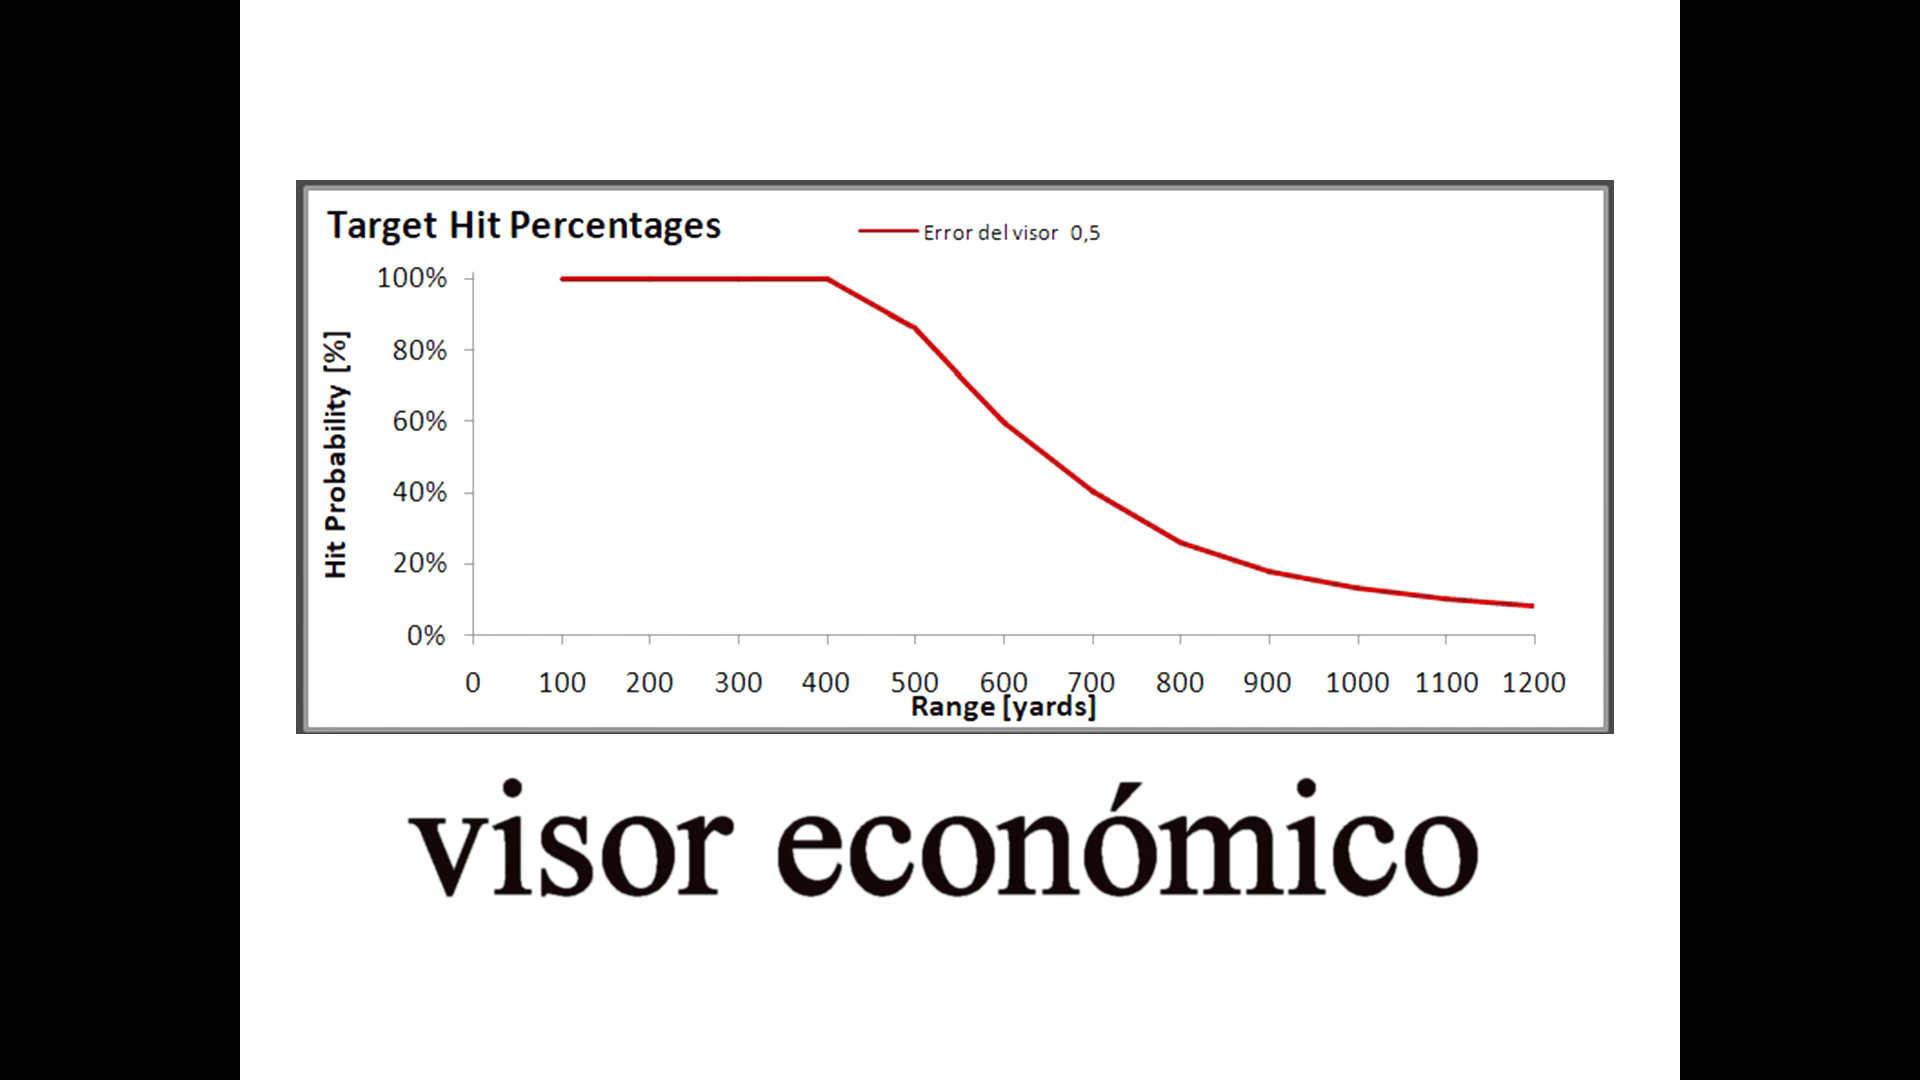 Target Hit Percentages
Error del visor 0,5
Hit Probability [%]
100%
80%
60%
40%
20%
0%
0 100 200 300 400 500 600 700 800 900 1000 1100 1200
Range [yards]
visor económico